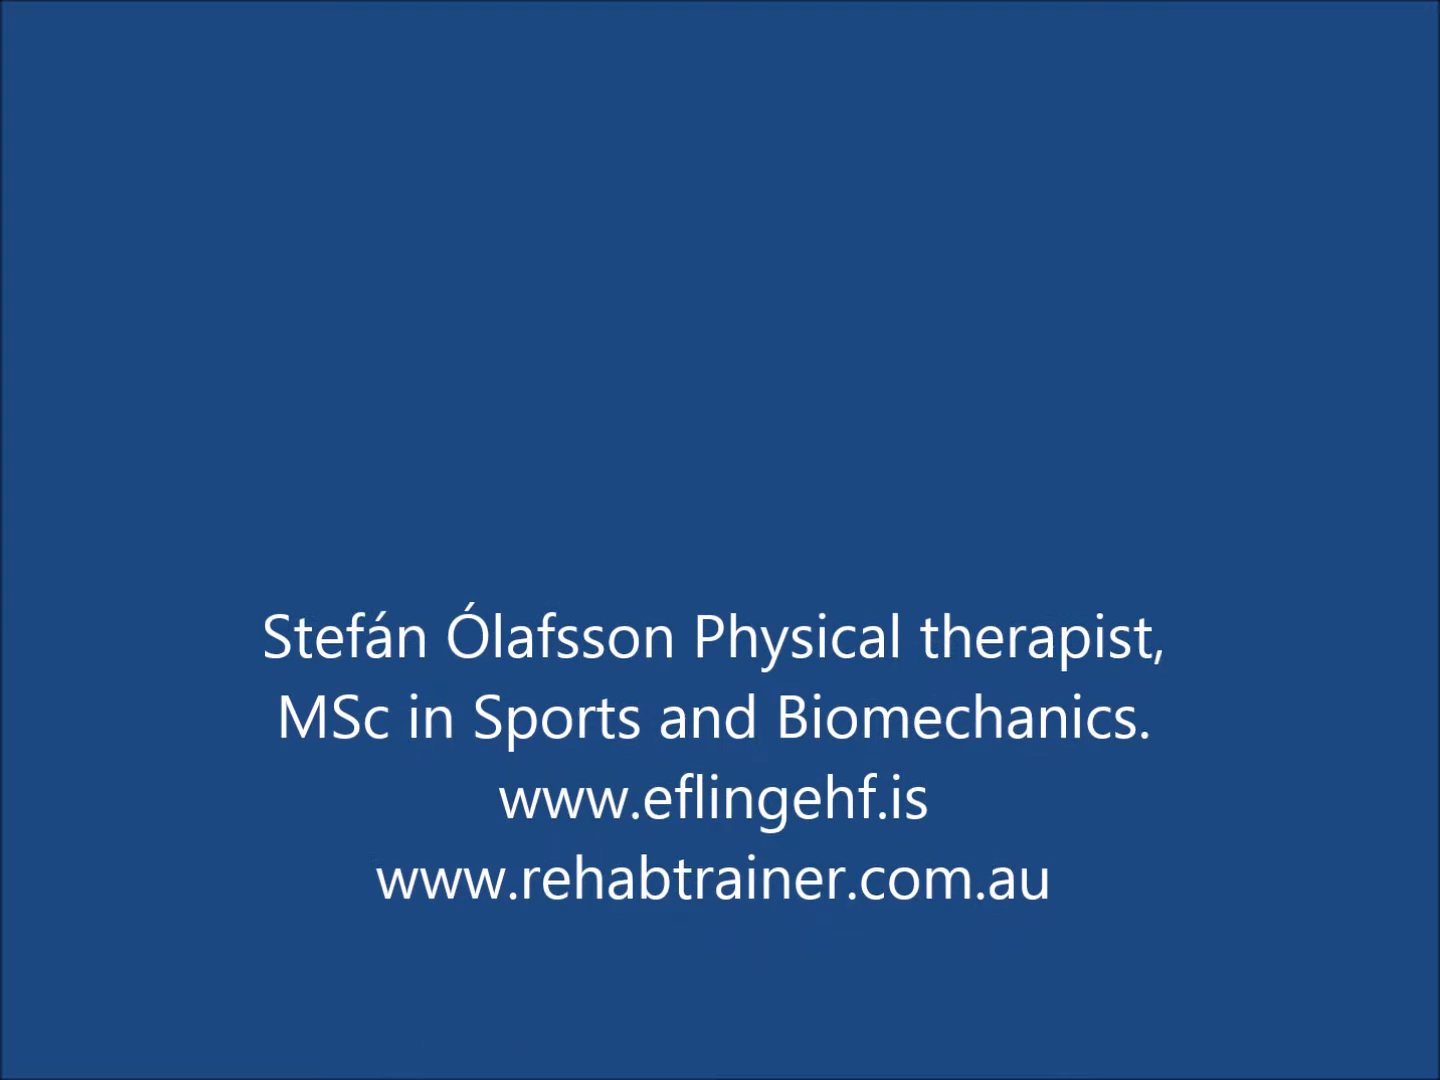 Stefán Ólafsson Physical therapist,
MSc in Sports and Biomechanics.
www.eflingehf.is
www.rehabtrainer.com.au